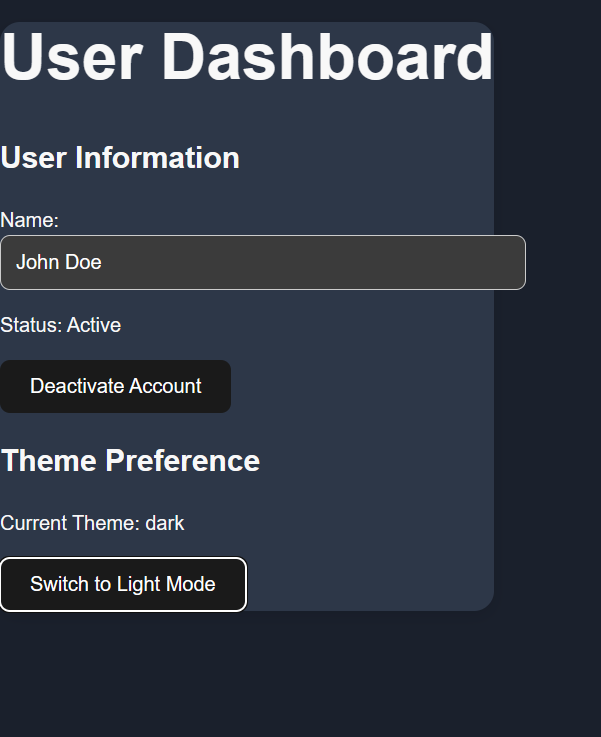 User Dashboard
User Information
Name:
John Doe
Status: Active
Deactivate Account
Theme Preference
Current Theme: dark
Switch to Light Mode